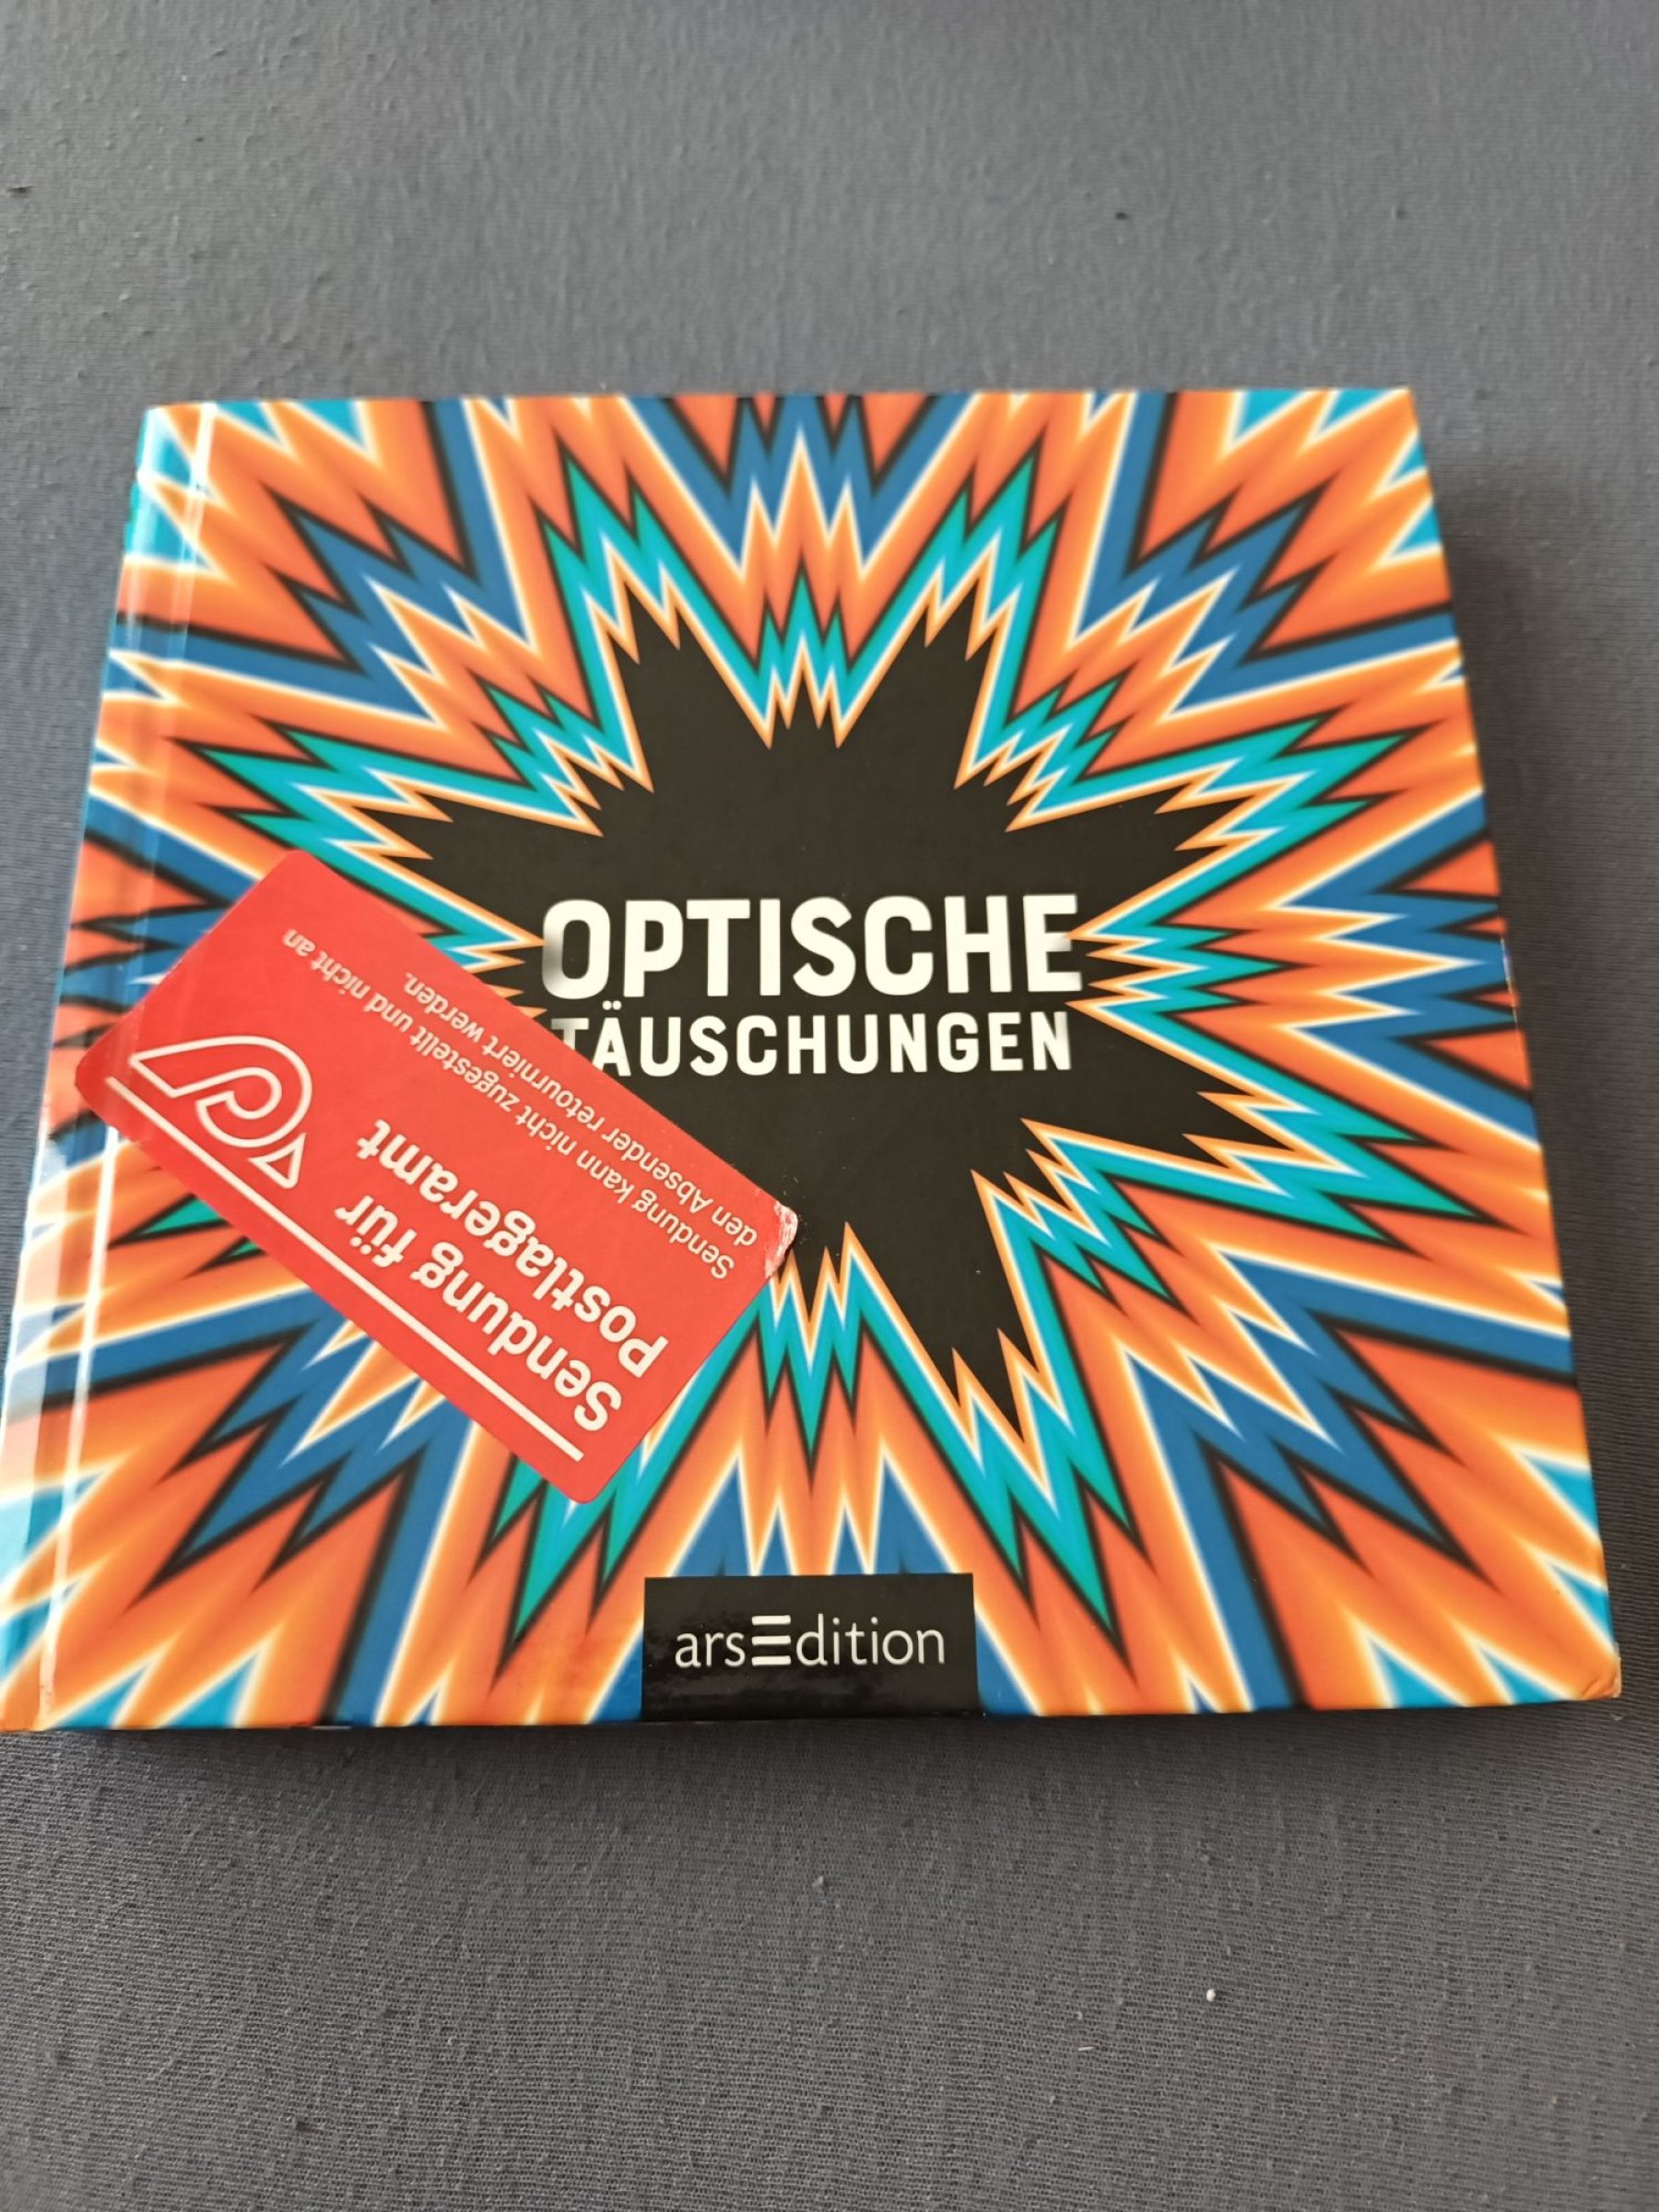 OPTISCHE
TÄUSCHUNGEN
Sendung für
Postlageramt
Sendung kann nicht zugestellt und nicht an
den Absender retourniert werden.
arsEdition